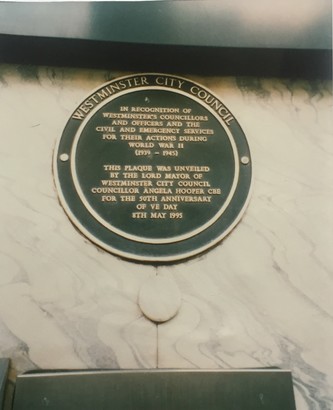 WESTMINSTER CITY COUNCIL
IN RECOGNITION OF
WESTMINSTER'S COUNCILLORS
AND OFFICERS AND THE
CIVIL AND EMERGENCY SERVICES
FOR THEIR ACTIONS DURING
WORLD WAR II
(1939 – 1945)
THIS PLAQUE WAS UNVEILED
BY THE LORD MAYOR OF
WESTMINSTER CITY COUNCIL
COUNCILLOR ANGELA HOOPER CBE
FOR THE 50TH ANNIVERSARY
OF VE DAY
8TH MAY 1995